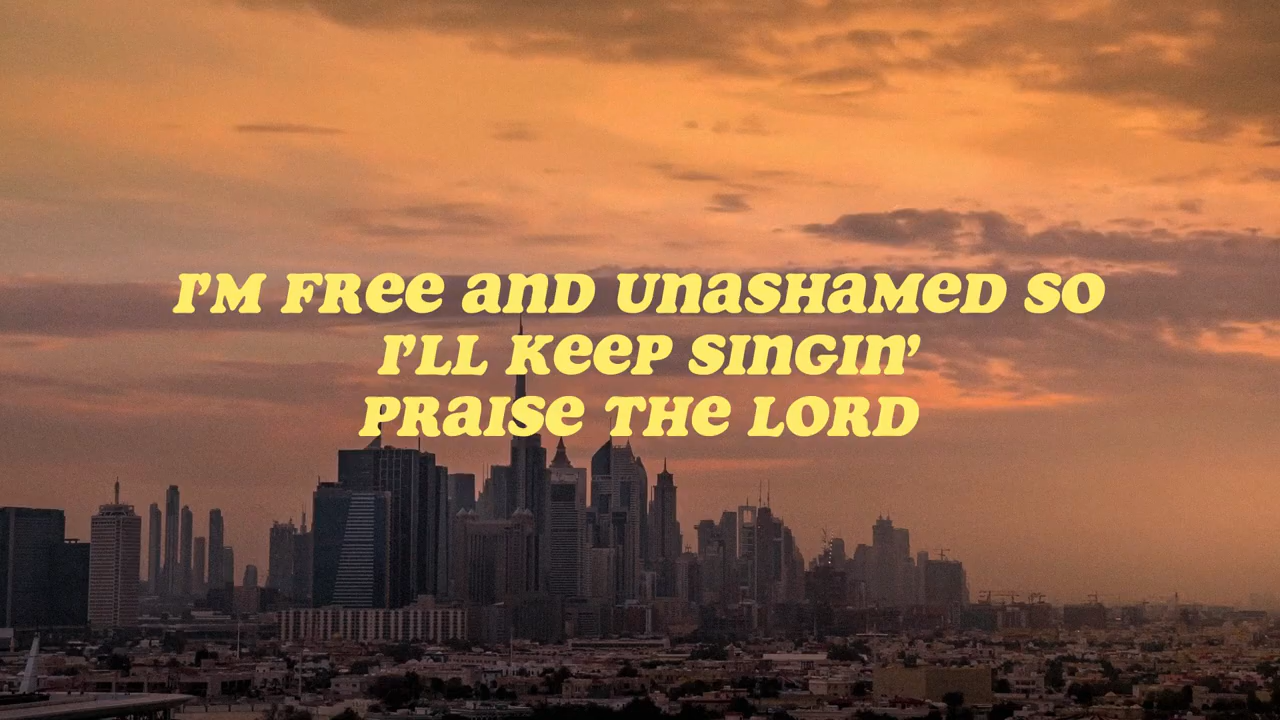 I'M FRee anD UnaSHaMeD SO
I'LL KeeP SInGIn'
PRaISe THe LORD